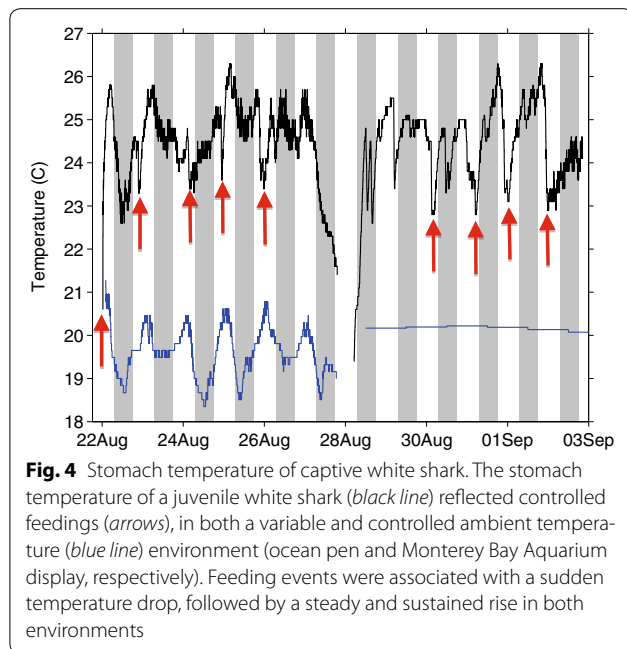 27
26
25
24
23
22
21
20
19
18
Temperature (C)
22Aug 24Aug 26Aug 28Aug 30Aug 01Sep 03Sep
Fig. 4 Stomach temperature of captive white shark. The stomach
temperature of a juvenile white shark (black line) reflected controlled
feedings (arrows), in both a variable and controlled ambient tempera-
ture (blue line) environment (ocean pen and Monterey Bay Aquarium
display, respectively). Feeding events were associated with a sudden
temperature drop, followed by a steady and sustained rise in both
environments